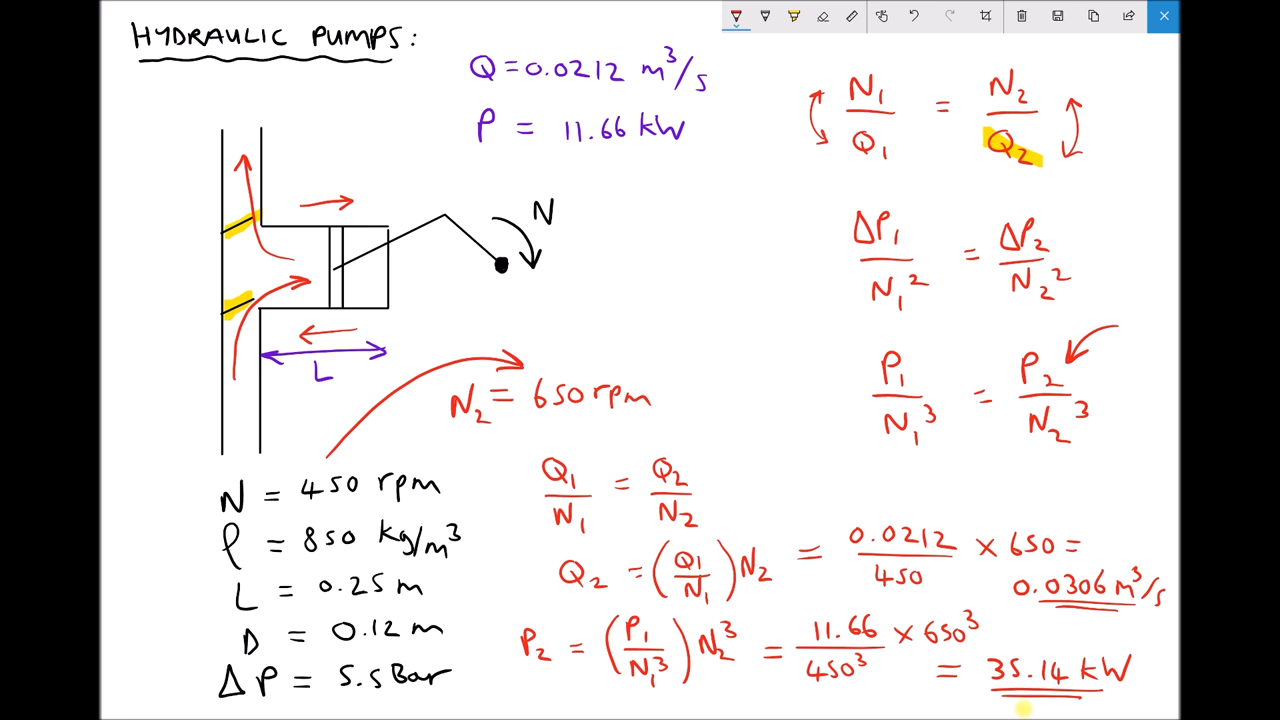 HYDRAULIC PUMPS:
Q = 0.0212 m³/s
P = 11.66 kW
N₁/Q₁ = N₂/Q₂
ΔP₁/N₁² = ΔP₂/N₂²
P₁/N₁³ = P₂/N₂³
N
L
N₂ = 650 rpm
N = 450 rpm
ρ = 850 kg/m³
L = 0.25 m
D = 0.12 m
ΔP = 5.5 Bar
Q₁/N₁ = Q₂/N₂
Q₂ = (Q₁/N₁) N₂ = 0.0212/450 × 650 =
0.0306 m³/s
P₂ = (P₁/N₁³) N₂³ = 11.66/450³ × 650³
= 35.14 kW